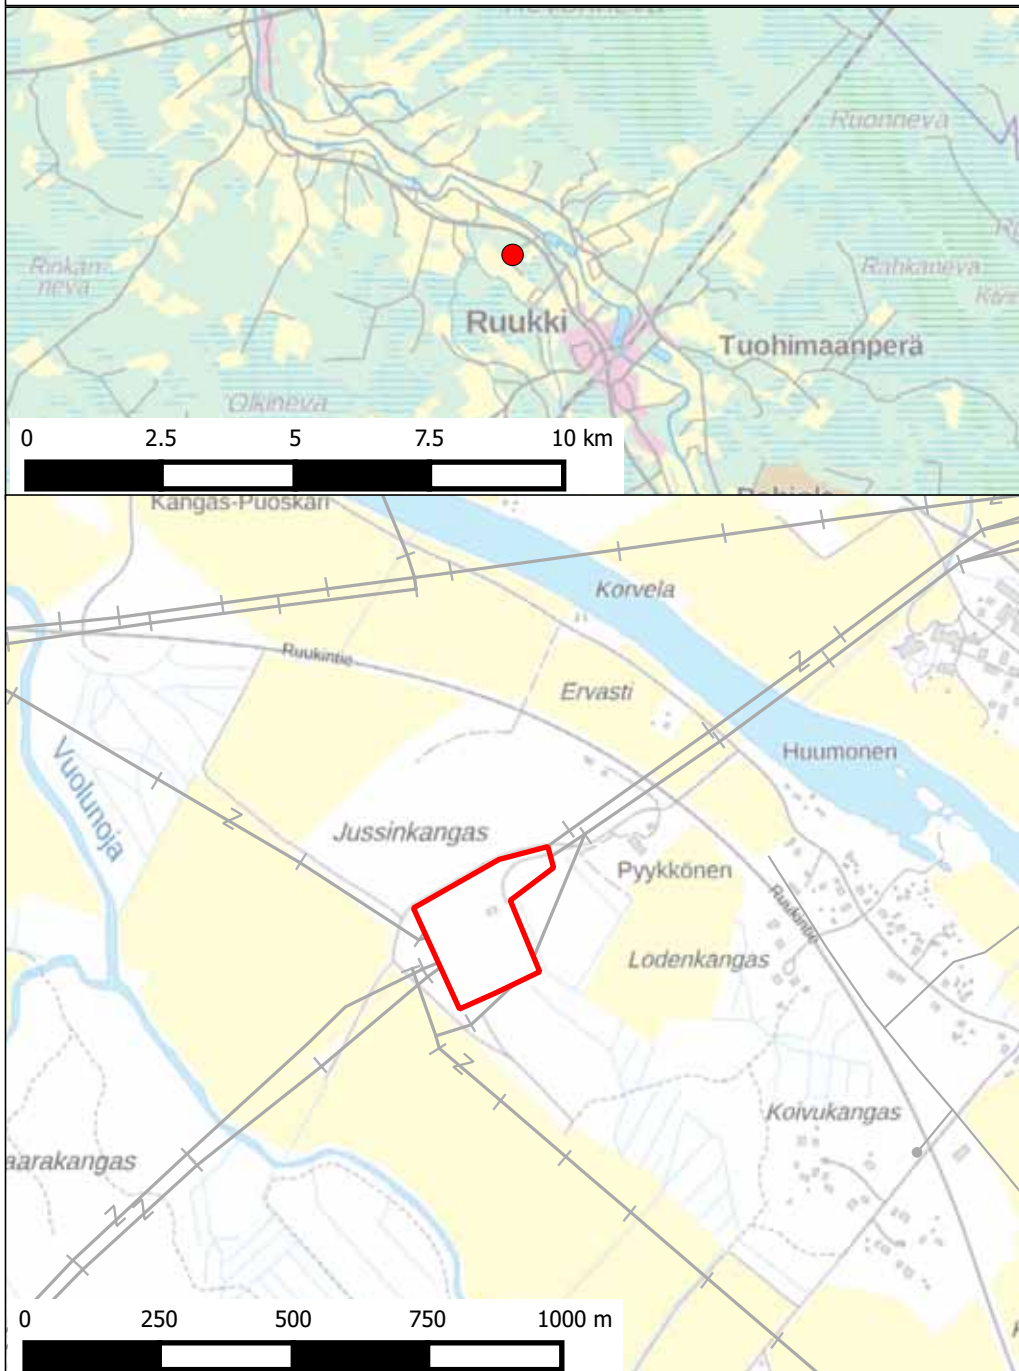 Ruonneva
Rinkan-
neva
Rahkaneva
Ruukki
Tuohimaanperä
Olkineva
0 2.5 5 7.5 10 km
Kangas-Puoskari
Korvela
Ruukintie
Ervasti
Vuolunoja
Huumonen
Jussinkangas
Pyykkönen
Ruukintie
Lodenkangas
Koivukangas
aarakangas
0 250 500 750 1000 m